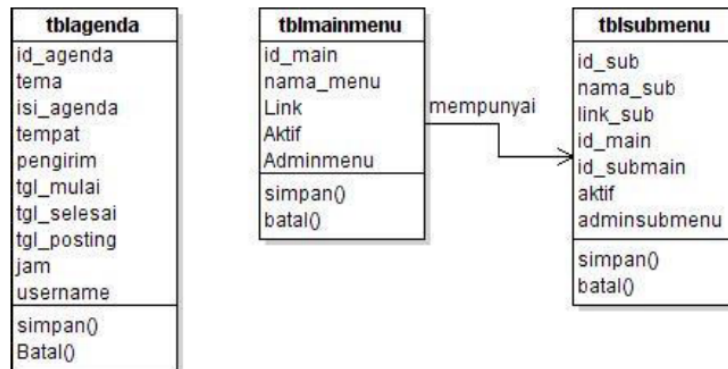 tblagenda
id_agenda
tema
isi_agenda
tempat
pengirim
tgl_mulai
tgl_selesai
tgl_posting
jam
username
simpan()
Batal()
tblmainmenu
id_main
nama_menu
Link
Aktif
Adminmenu
simpan()
batal()
mempunyai
tblsubmenu
id_sub
nama_sub
link_sub
id_main
id_submain
aktif
adminsubmenu
simpan()
batal()